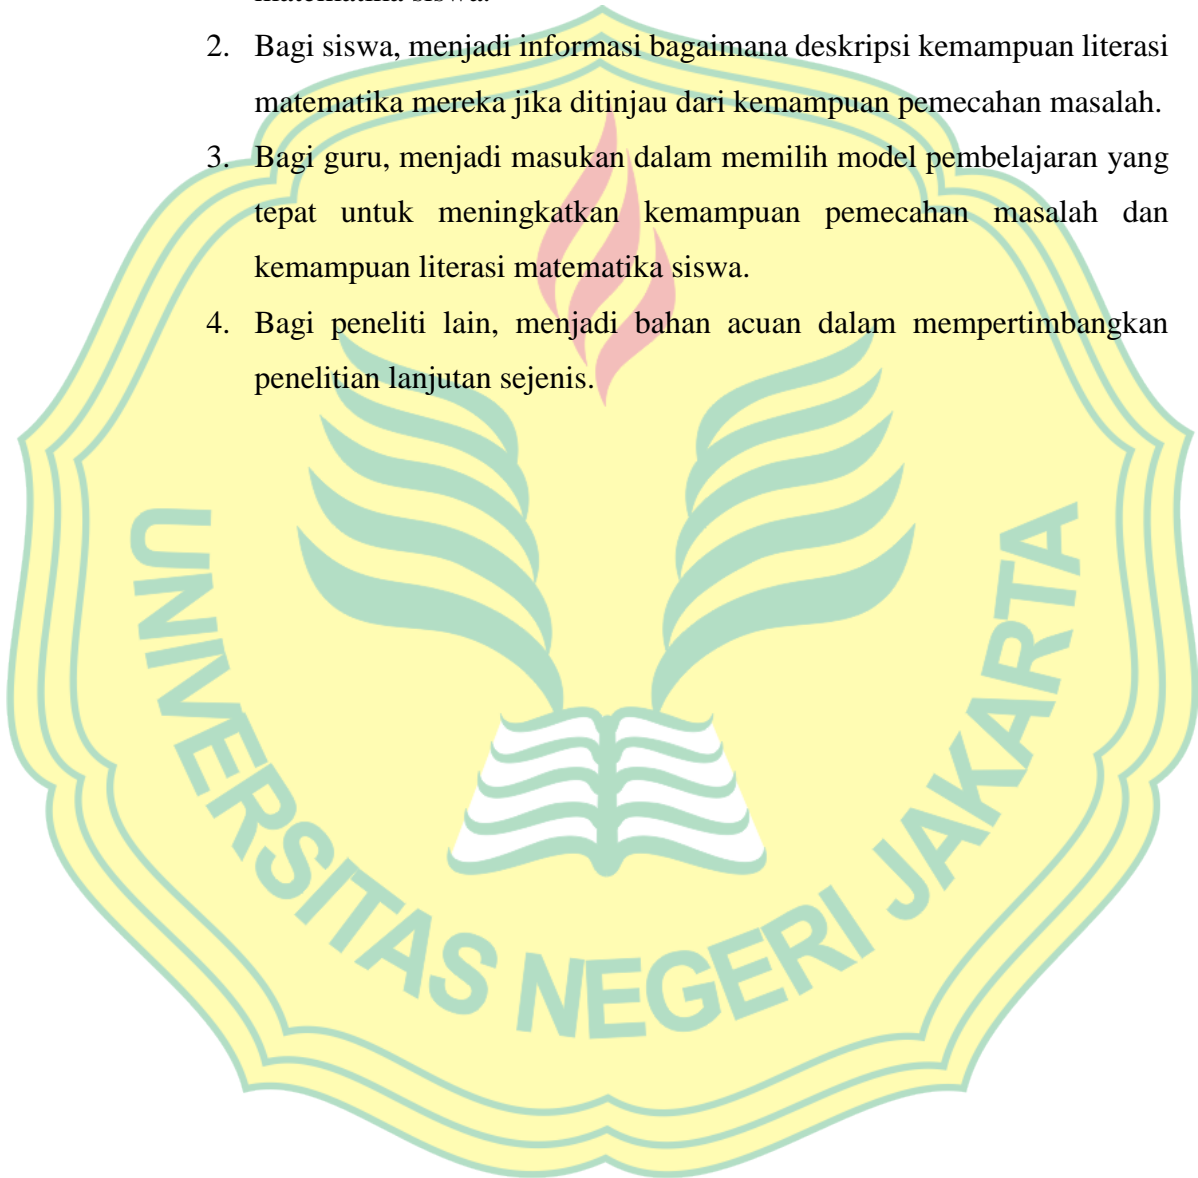 matematika siswa.
2. Bagi siswa, menjadi informasi bagaimana deskripsi kemampuan literasi
matematika mereka jika ditinjau dari kemampuan pemecahan masalah.
3. Bagi guru, menjadi masukan dalam memilih model pembelajaran yang
tepat untuk meningkatkan kemampuan pemecahan masalah dan
kemampuan literasi matematika siswa.
4. Bagi peneliti lain, menjadi bahan acuan dalam mempertimbangkan
penelitian lanjutan sejenis.
UNIVERSITAS NEGERI JAKARTA